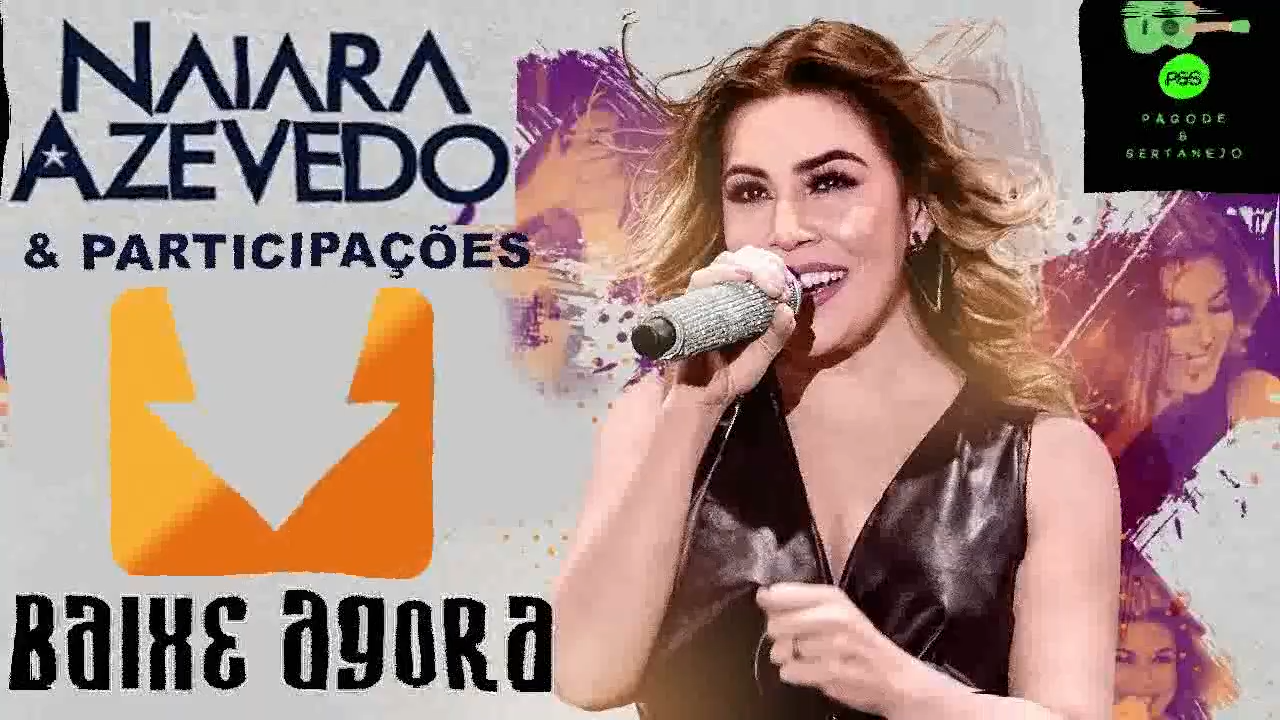 NAIARA
AZEVEDO
& PARTICIPAÇÕES
BAIXE AGORA
P&S
PAGODE
&
SERTANEJO